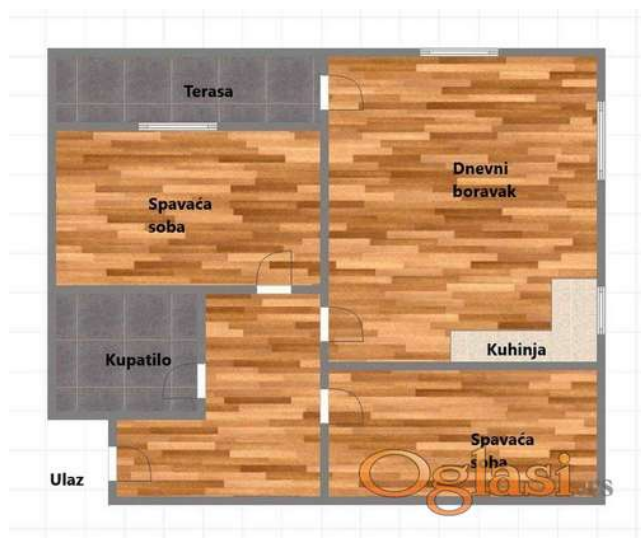 Terasa
Dnevni
boravak
Spavaća
soba
Kupatilo
Kuhinja
Spavaća
soba
Ulaz
Oglasi.rs